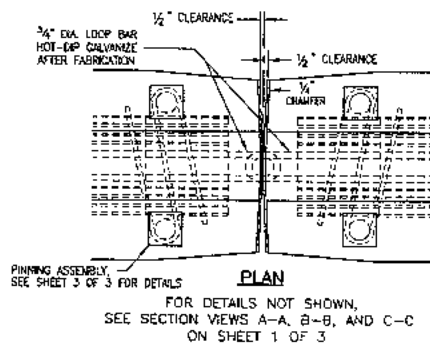 1/2" CLEARANCE
3/4" DIA. LOOP BAR
HOT-DIP GALVANIZE
AFTER FABRICATION
1/2" CLEARANCE
1/4"
CHAMFER
PINNING ASSEMBLY,
SEE SHEET 3 OF 3 FOR DETAILS
PLAN
FOR DETAILS NOT SHOWN,
SEE SECTION VIEWS A-A, B-B, AND C-C
ON SHEET 1 OF 3